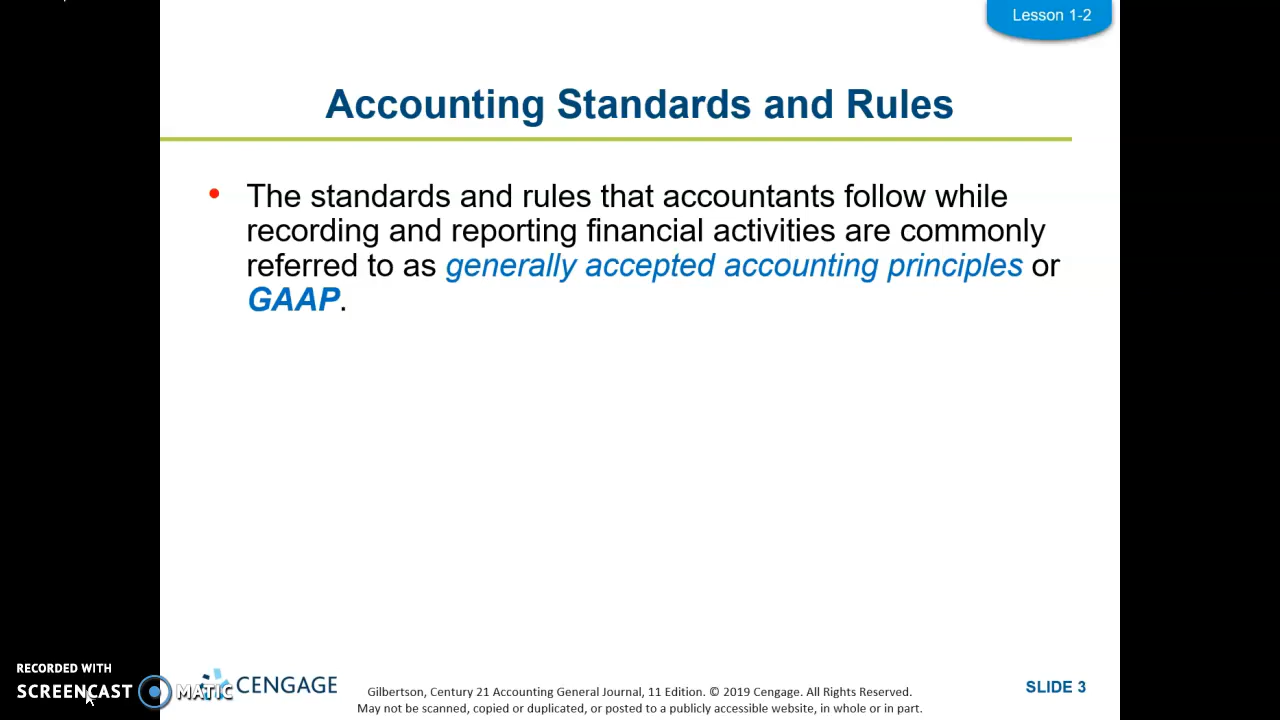 Lesson 1-2
Accounting Standards and Rules
• The standards and rules that accountants follow while
recording and reporting financial activities are commonly
referred to as generally accepted accounting principles or
GAAP.
RECORDED WITH
SCREENCAST MATIC
CENGAGE
Gilbertson, Century 21 Accounting General Journal, 11 Edition. © 2019 Cengage. All Rights Reserved.
May not be scanned, copied or duplicated, or posted to a publicly accessible website, in whole or in part.
SLIDE 3